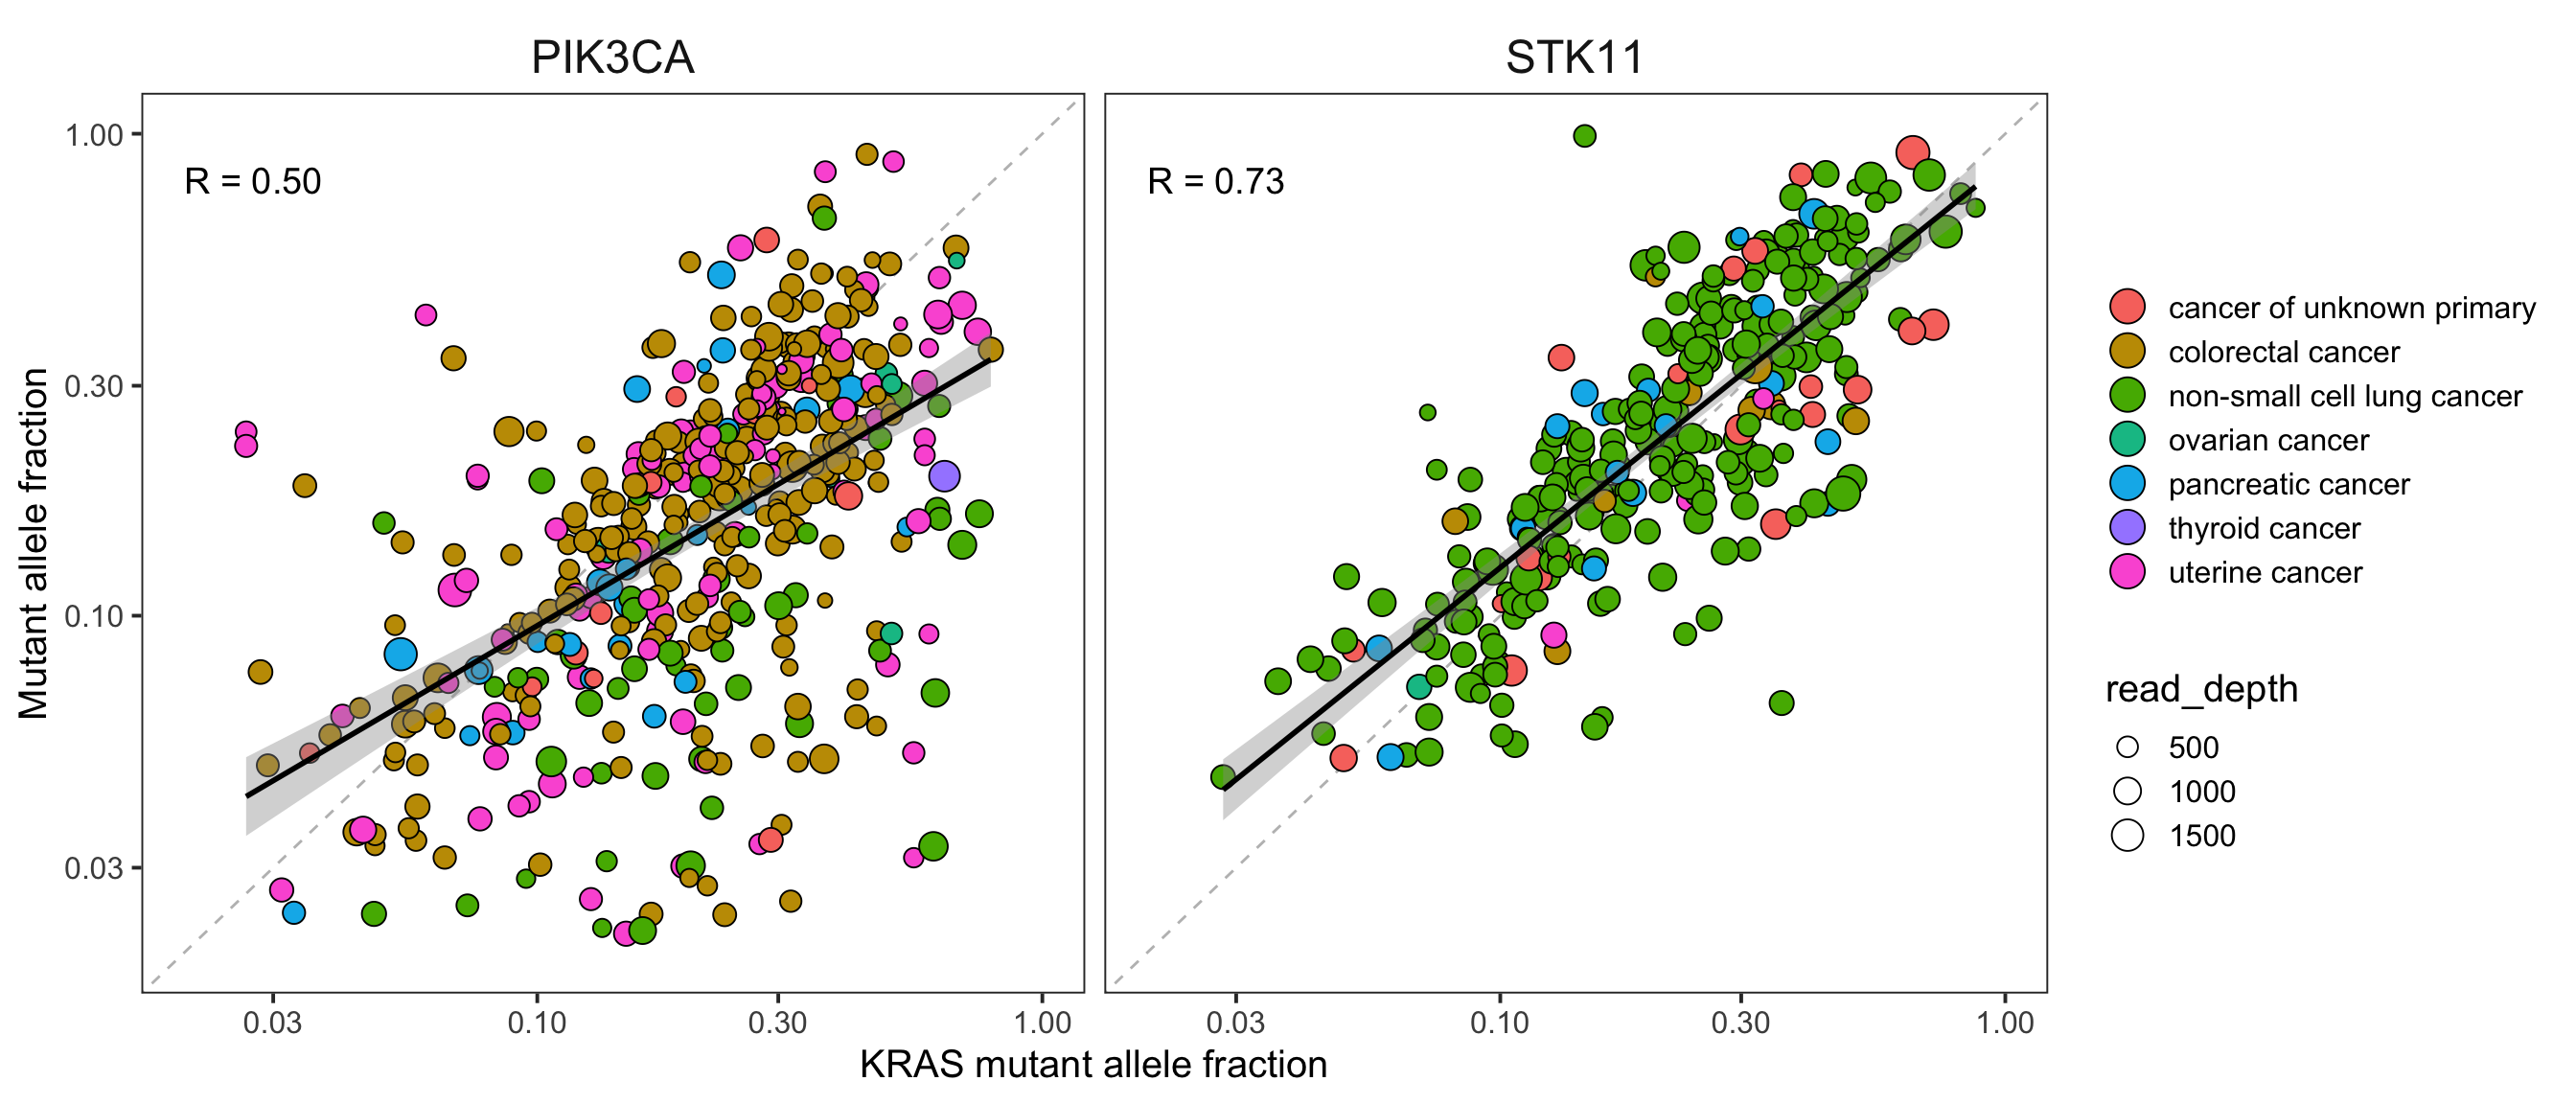 PIK3CA
STK11
R = 0.50
R = 0.73
1.00
0.30
0.10
0.03
Mutant allele fraction
0.03 0.10 0.30 1.00
0.03 0.10 0.30 1.00
KRAS mutant allele fraction
cancer of unknown primary
colorectal cancer
non-small cell lung cancer
ovarian cancer
pancreatic cancer
thyroid cancer
uterine cancer
read_depth
500
1000
1500